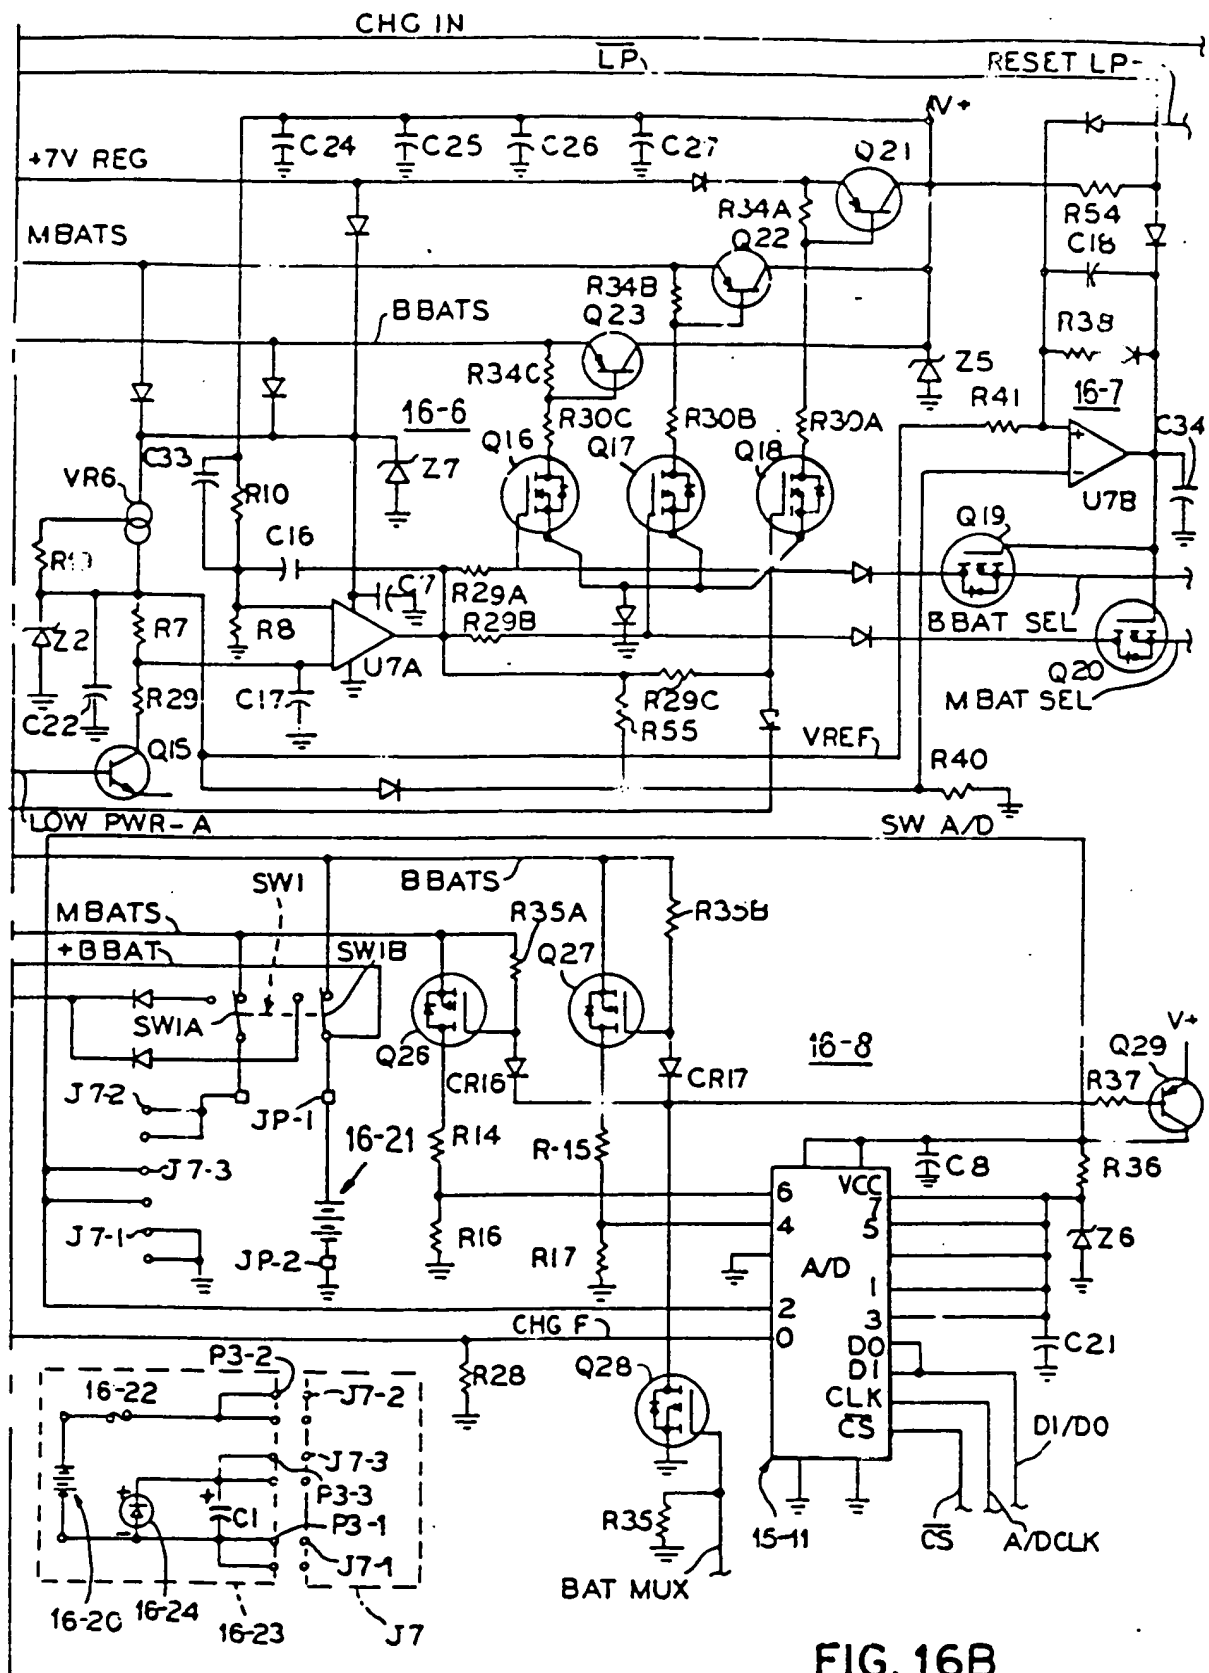 CHG IN
LP
RESET LP-
V+
C24
C25
C26
C27
Q21
+7V REG
R34A
R54
MBATS
Q22
C18
R34B
Q23
BBATS
R38
Z5
R34C
R41
16-7
16-6
R30C
R30B
R30A
C34
C33
Z7
Q16
Q17
Q18
VR6
R10
U7B
Q19
C16
R29A
BBAT SEL
R7
R8
R29B
Z2
U7A
Q20
C22
R29
C17
R29C
MBAT SEL
R55
Q15
VREF
R40
LOW PWR-A
SW A/D
SW1
BBATS
MBATS
R35A
R35B
+BBAT
SW1B
Q27
SW1A
V+
Q26
16-8
Q29
CR16
CR17
R37
J7-2
JP-1
16-21
R14
R-15
C8
R36
J7-3
6
VCC
7
4
5
J7-1
R16
R17
Z6
JP-2
A/D
1
2
3
CHG F
0
D0
C21
P3-2
R28
Q28
D1
16-22
J7-2
CLK
CS
D1/D0
J7-3
P3-3
+
+
C1
P3-1
R35
15-11
CS
A/DCLK
-
J7-1
BAT MUX
16-20
16-24
16-23
J7
FIG. 16B